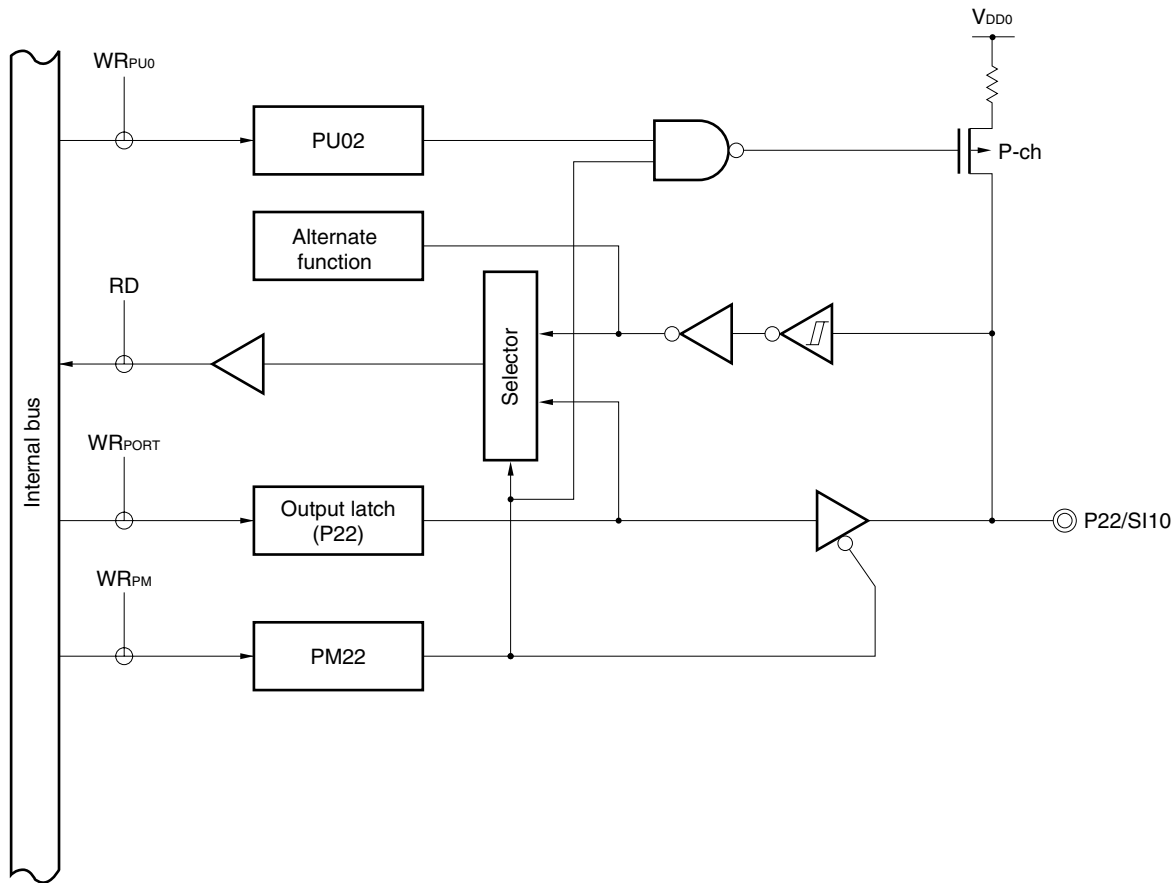 VDD0
WRPU0
PU02
P-ch
Alternate
function
RD
Selector
Internal bus
WRPORT
Output latch
(P22)
P22/SI10
WRPM
PM22